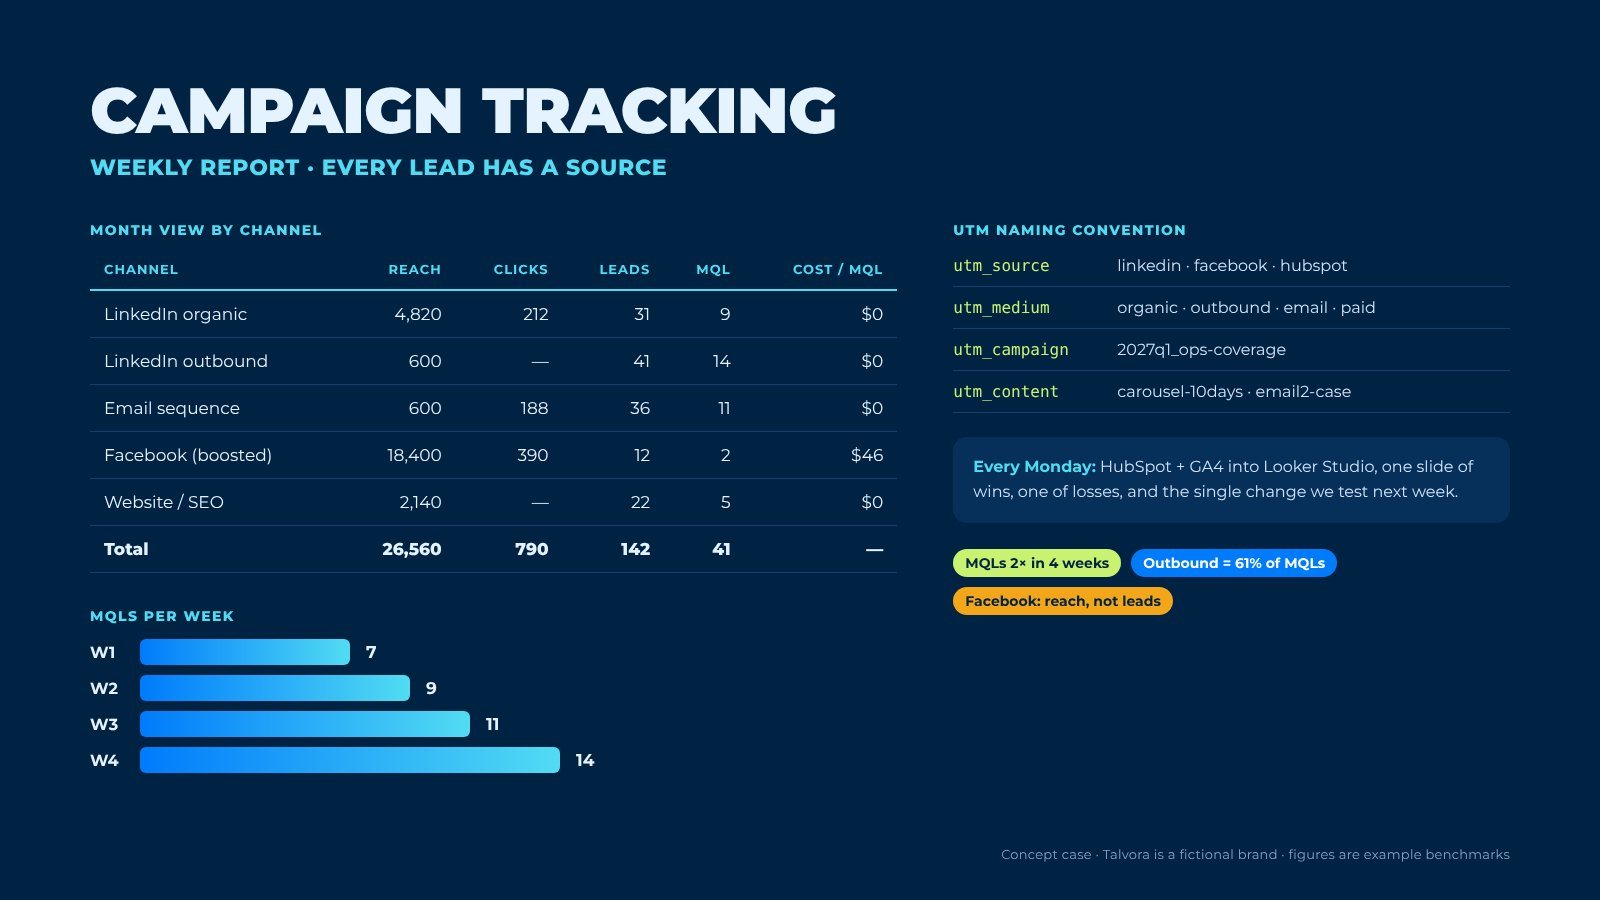 CAMPAIGN TRACKING
WEEKLY REPORT · EVERY LEAD HAS A SOURCE
MONTH VIEW BY CHANNEL
CHANNEL REACH CLICKS LEADS MQL COST / MQL
LinkedIn organic 4,820 212 31 9 $0
LinkedIn outbound 600 — 41 14 $0
Email sequence 600 188 36 11 $0
Facebook (boosted) 18,400 390 12 2 $46
Website / SEO 2,140 — 22 5 $0
Total 26,560 790 142 41 —
MQLS PER WEEK
W1 7
W2 9
W3 11
W4 14
UTM NAMING CONVENTION
utm_source linkedin · facebook · hubspot
utm_medium organic · outbound · email · paid
utm_campaign 2027q1_ops-coverage
utm_content carousel-10days · email2-case
Every Monday: HubSpot + GA4 into Looker Studio, one slide of
wins, one of losses, and the single change we test next week.
MQLs 2× in 4 weeks Outbound = 61% of MQLs
Facebook: reach, not leads
Concept case · Talvora is a fictional brand · figures are example benchmarks